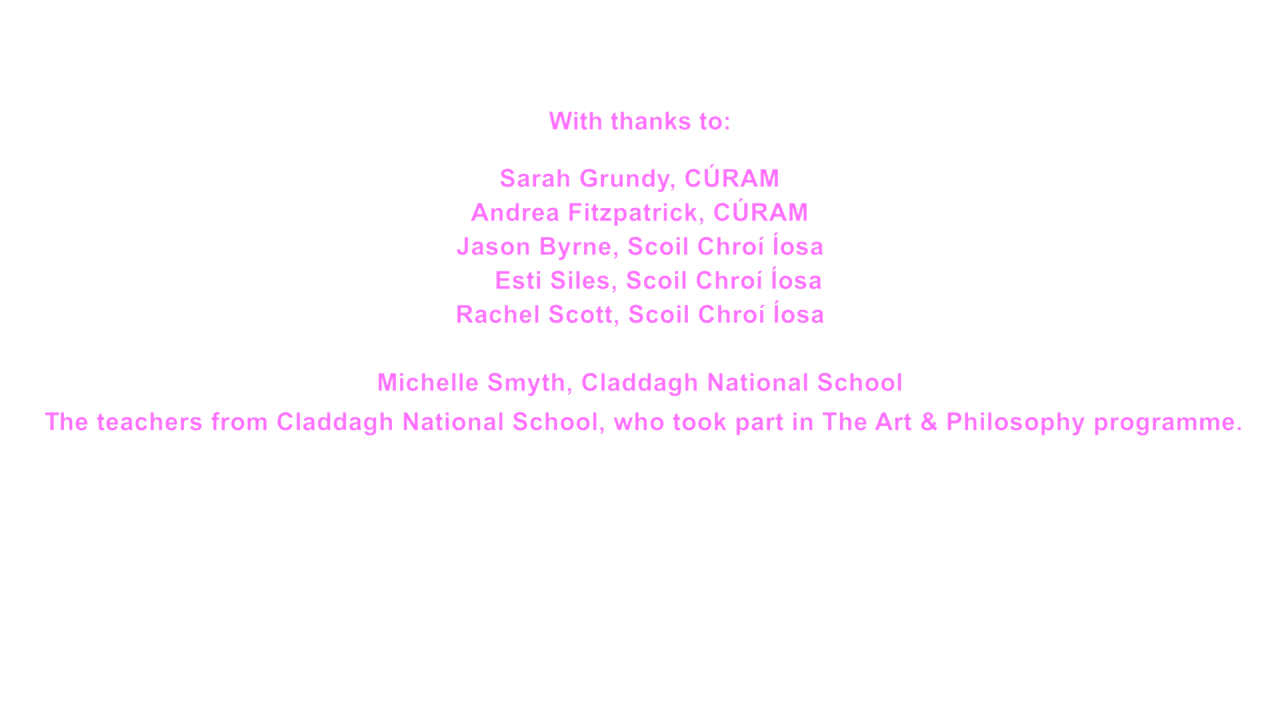 With thanks to:
Sarah Grundy, CÚRAM
Andrea Fitzpatrick, CÚRAM
Jason Byrne, Scoil Chroí Íosa
Esti Siles, Scoil Chroí Íosa
Rachel Scott, Scoil Chroí Íosa
Michelle Smyth, Claddagh National School
The teachers from Claddagh National School, who took part in The Art & Philosophy programme.